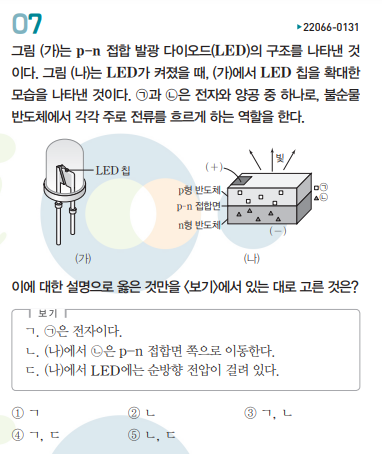 07
▶22066-0131
그림 (가)는 p-n 접합 발광 다이오드(LED)의 구조를 나타낸 것
이다. 그림 (나)는 LED가 켜졌을 때, (가)에서 LED 칩을 확대한
모습을 나타낸 것이다. ㉠과 ㉡은 전자와 양공 중 하나로, 불순물
반도체에서 각각 주로 전류를 흐르게 하는 역할을 한다.
LED 칩
(가)
(+)
빛
p형 반도체
p-n 접합면
n형 반도체
□㉠
▲㉡
(-)
(나)
이에 대한 설명으로 옳은 것만을 〈보기〉에서 있는 대로 고른 것은?
보기
ㄱ. ㉠은 전자이다.
ㄴ. (나)에서 ㉡은 p-n 접합면 쪽으로 이동한다.
ㄷ. (나)에서 LED에는 순방향 전압이 걸려 있다.
① ㄱ ② ㄴ ③ ㄱ, ㄴ
④ ㄱ, ㄷ ⑤ ㄴ, ㄷ